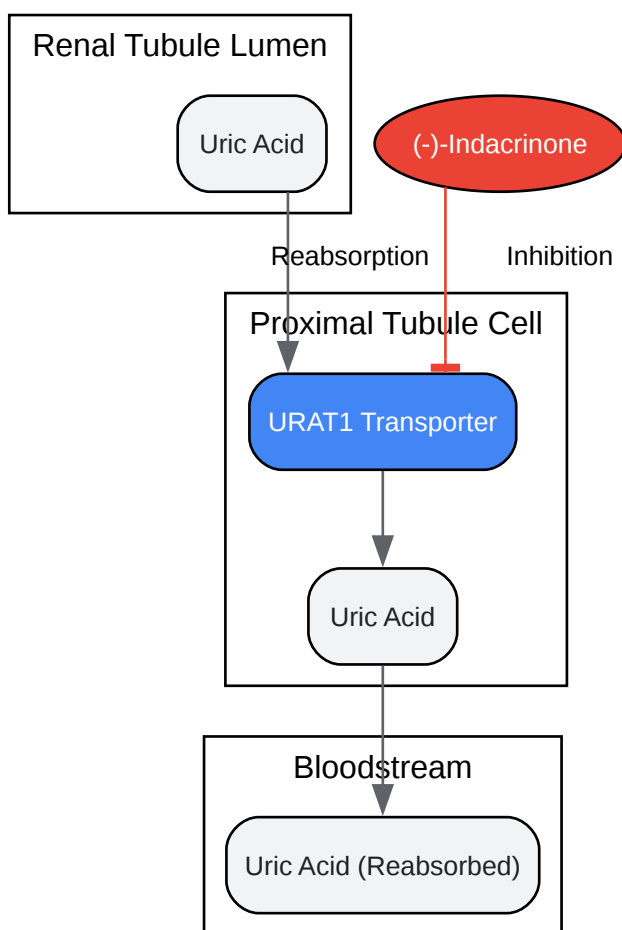 Renal Tubule Lumen
Uric Acid
(-)-Indacrinone
Reabsorption
Inhibition
Proximal Tubule Cell
URAT1 Transporter
Uric Acid
Bloodstream
Uric Acid (Reabsorbed)